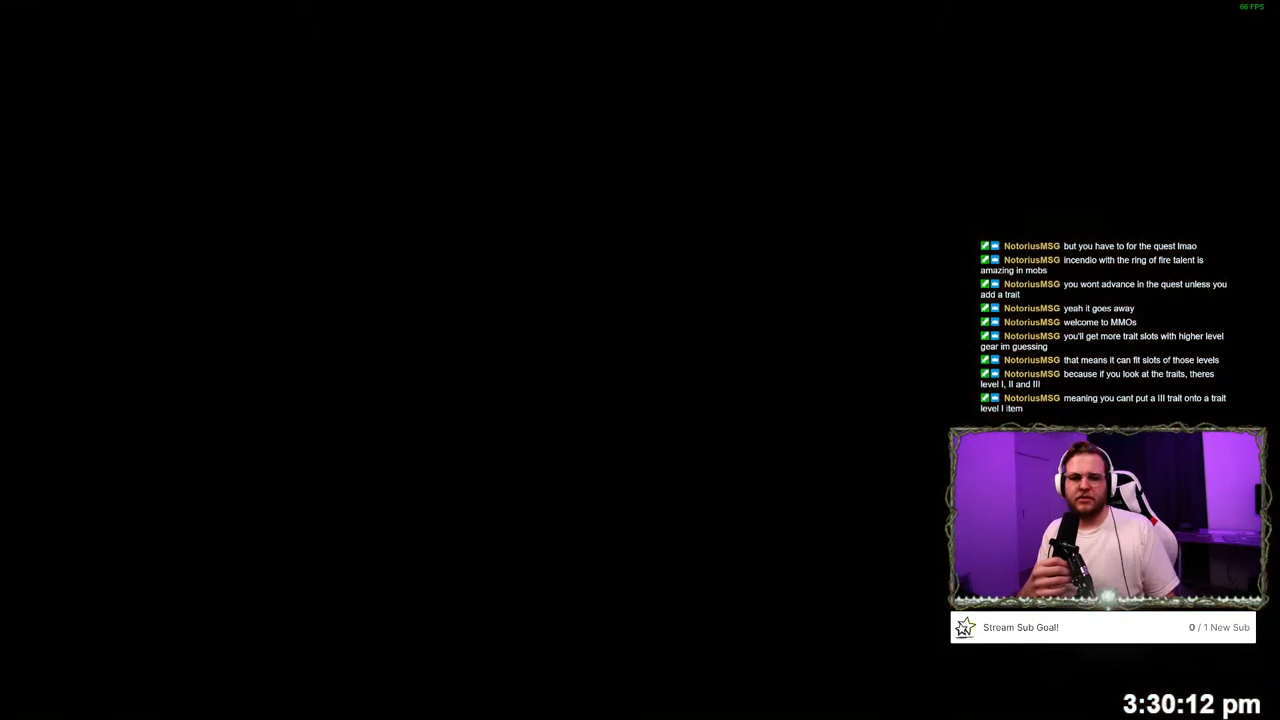 66 FPS
NotoriusMSG but you have to for the quest lmao
NotoriusMSG incendio with the ring of fire talent is
amazing in mobs
NotoriusMSG you wont advance in the quest unless you
add a trait
NotoriusMSG yeah it goes away
NotoriusMSG welcome to MMOs
NotoriusMSG you'll get more trait slots with higher level
gear im guessing
NotoriusMSG that means it can fit slots of those levels
NotoriusMSG because if you look at the traits, theres
level I, II and III
NotoriusMSG meaning you cant put a III trait onto a trait
level I item
Stream Sub Goal! 0 / 1 New Sub
3:30:12 pm